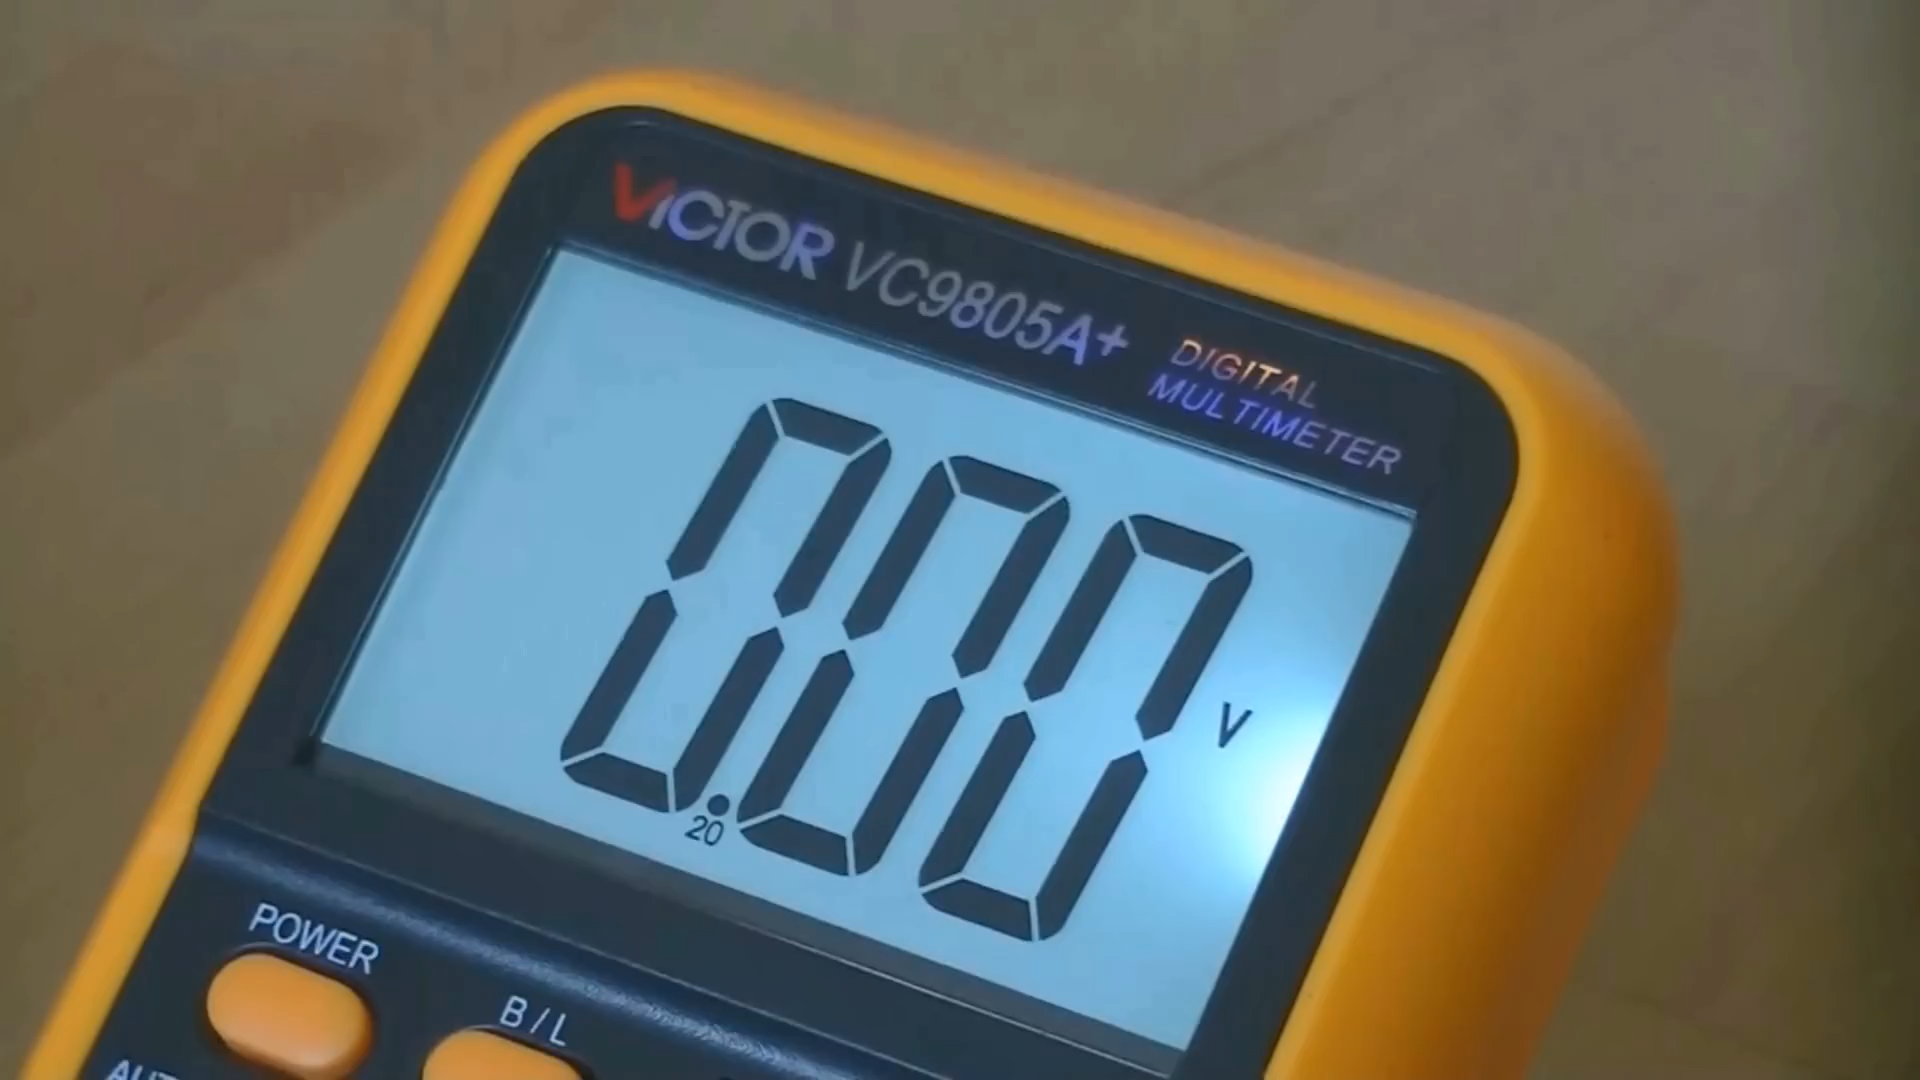 VICTOR VC9805A+ DIGITAL
MULTIMETER
0.00 V
20
POWER
B / L